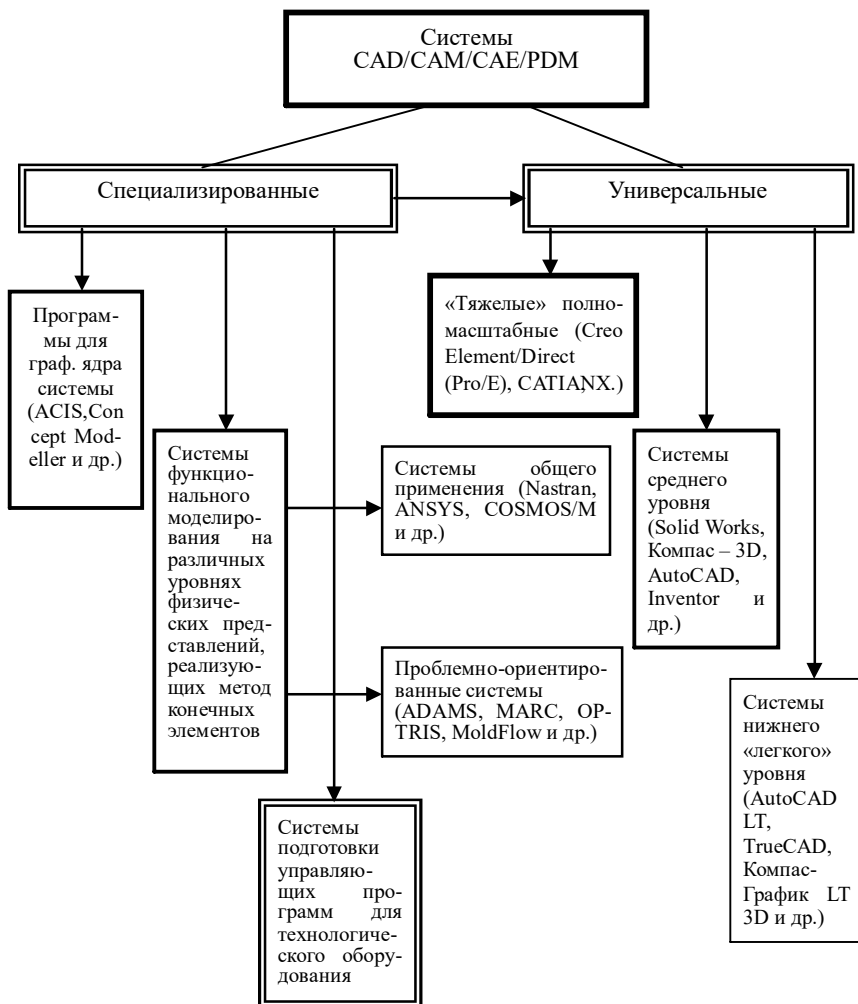 Системы
CAD/CAM/CAE/PDM
Специализированные
Универсальные
Програм-
мы для
граф. ядра
системы
(ACIS,Con
cept Mod-
eller и др.)
«Тяжелые» полно-
масштабные (Creo
Element/Direct
(Pro/E), CATIA,NX.)
Системы
функцио-
нального
моделиро-
вания на
различных
уровнях
физиче-
ских пред-
ставлений,
реализую-
щих метод
конечных
элементов
Системы общего
применения (Nastran,
ANSYS, COSMOS/M
и др.)
Системы
среднего
уровня
(Solid Works,
Компас – 3D,
AutoCAD,
Inventor и
др.)
Проблемно-ориентиро-
ванные системы
(ADAMS, MARC, OP-
TRIS, MoldFlow и др.)
Системы
нижнего
«легкого»
уровня
(AutoCAD
LT,
TrueCAD,
Компас-
График LT
3D и др.)
Системы
подготовки
управляю-
щих про-
грамм для
технологиче-
ского обору-
дования